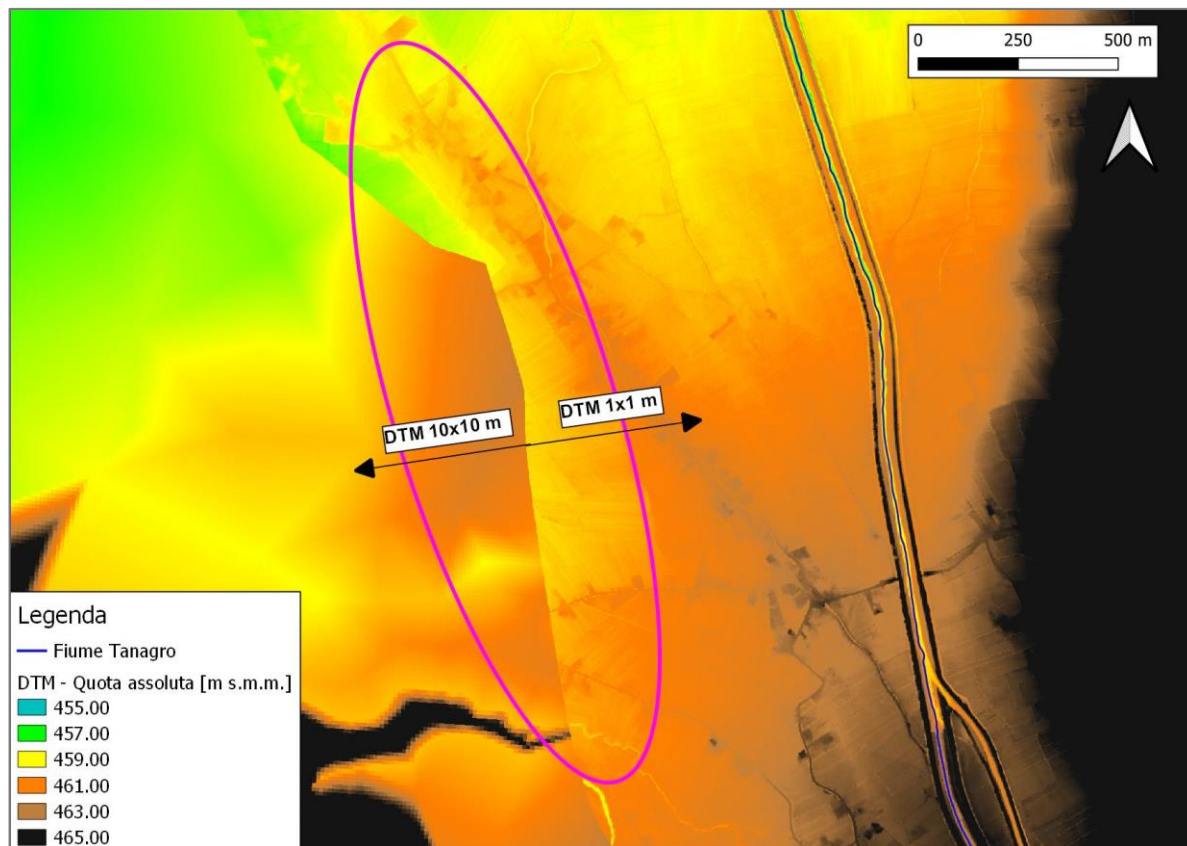 0 250 500 m
DTM 10x10 m
DTM 1x1 m
Legenda
Fiume Tanagro
DTM - Quota assoluta [m s.m.m.]
455.00
457.00
459.00
461.00
463.00
465.00